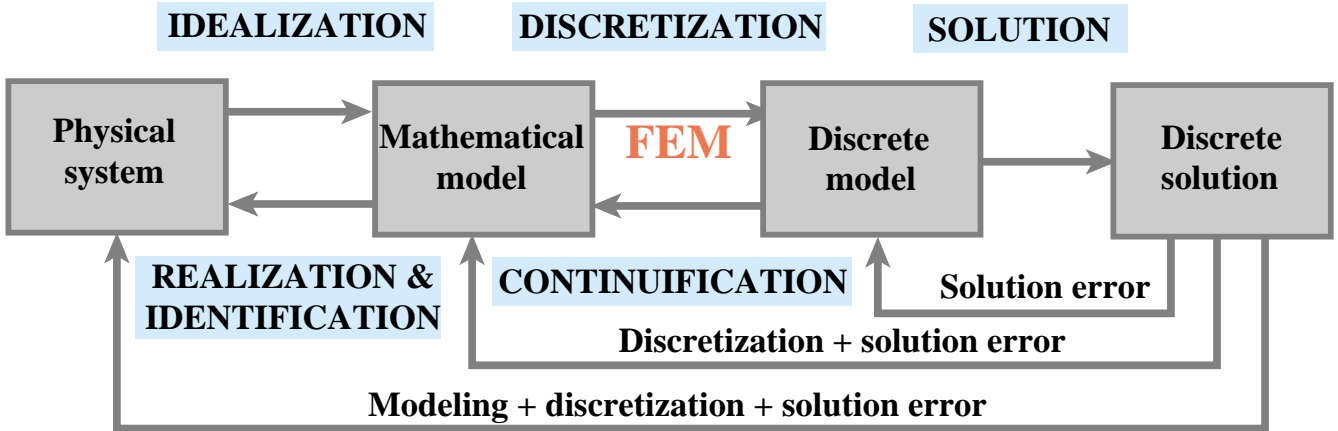 IDEALIZATION
DISCRETIZATION
SOLUTION
Physical
system
Mathematical
model
FEM
Discrete
model
Discrete
solution
REALIZATION &
IDENTIFICATION
CONTINUIFICATION
Solution error
Discretization + solution error
Modeling + discretization + solution error